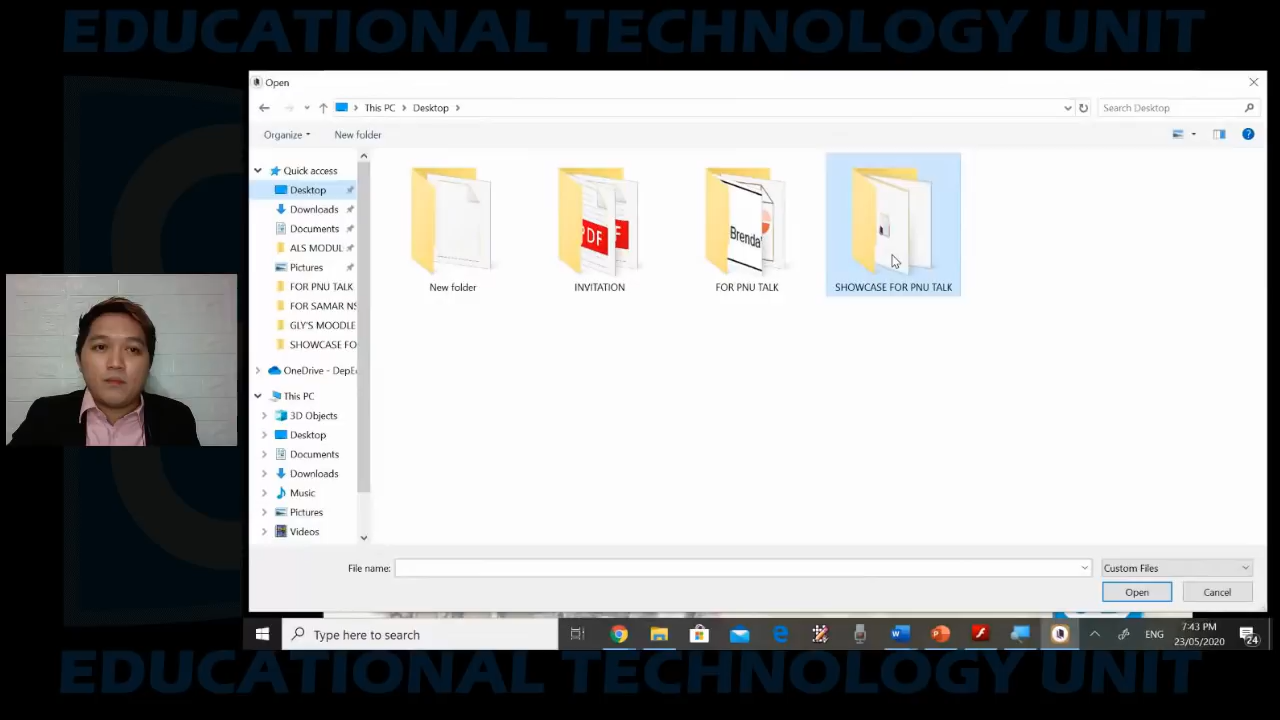 EDUCATIONAL TECHNOLOGY UNIT
Open
This PC
Desktop
Search Desktop
Organize
New folder
Quick access
Desktop
Downloads
Documents
ALS MODUL
Pictures
FOR PNU TALK
FOR SAMAR NS
GLY'S MOODLE
SHOWCASE FO
OneDrive - DepE
This PC
3D Objects
Desktop
Documents
Downloads
Music
Pictures
Videos
PDF
Brenda'
New folder
INVITATION
FOR PNU TALK
SHOWCASE FOR PNU TALK
File name:
Custom Files
Open
Cancel
Type here to search
ENG
7:43 PM
23/05/2020
24
EDUCATIONAL TECHNOLOGY UNIT